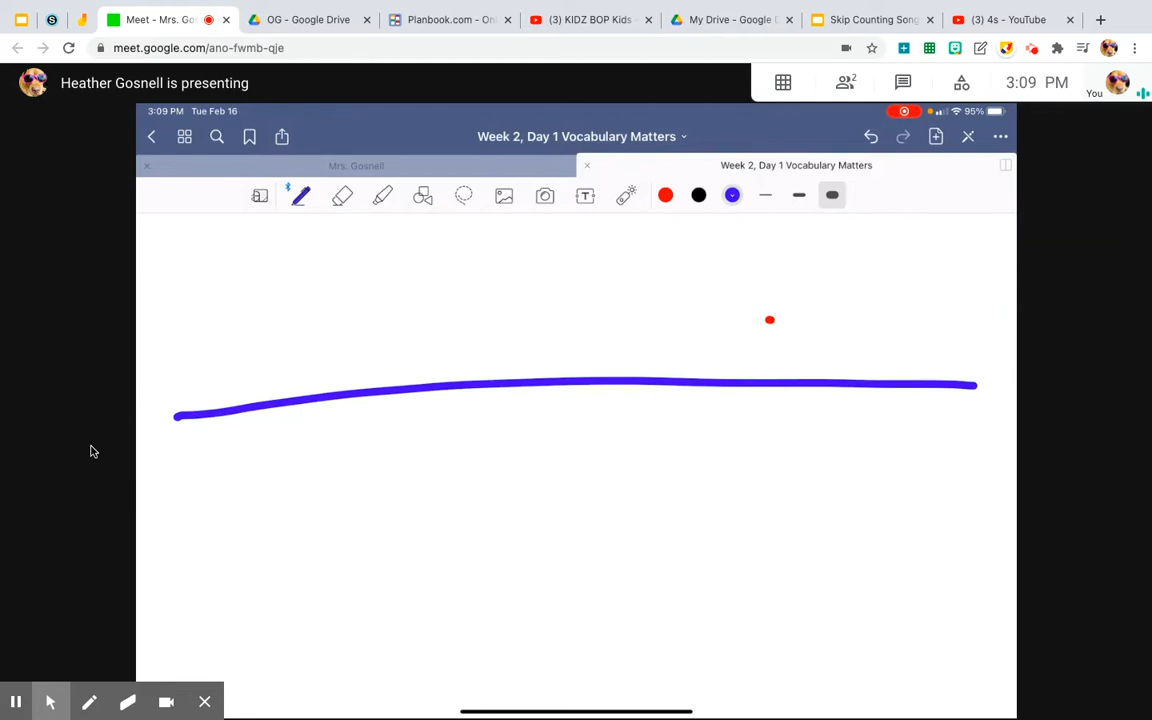 Meet - Mrs. Go
OG - Google Drive
Planbook.com - Onl
(3) KIDZ BOP Kids -
My Drive - Google D
Skip Counting Song
(3) 4s - YouTube
meet.google.com/ano-fwmb-qje
Heather Gosnell is presenting
2
3:09 PM
You
3:09 PM Tue Feb 16
95%
Week 2, Day 1 Vocabulary Matters
Mrs. Gosnell
Week 2, Day 1 Vocabulary Matters
T